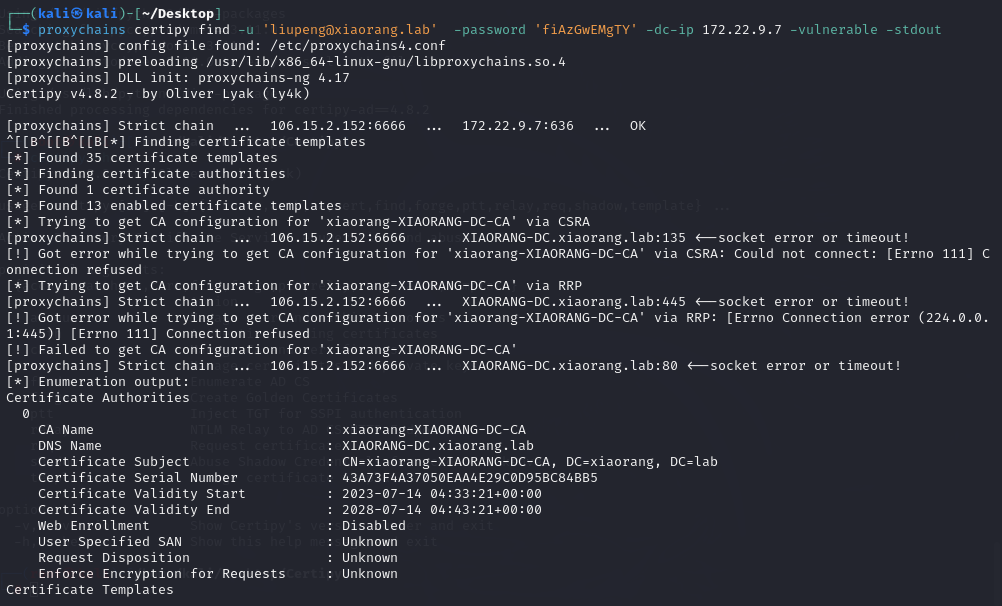 ┌──(kali㉿kali)-[~/Desktop]
└─$ proxychains certipy find -u 'liupeng@xiaorang.lab'  -password 'fiAzGwEMgTY' -dc-ip 172.22.9.7 -vulnerable -stdout
[proxychains] config file found: /etc/proxychains4.conf
[proxychains] preloading /usr/lib/x86_64-linux-gnu/libproxychains.so.4
[proxychains] DLL init: proxychains-ng 4.17
Certipy v4.8.2 - by Oliver Lyak (ly4k)
[proxychains] Strict chain  ...  106.15.2.152:6666  ...  172.22.9.7:636  ...  OK
^[[B^[[B^[[B[*] Finding certificate templates
[*] Found 35 certificate templates
[*] Finding certificate authorities
[*] Found 1 certificate authority
[*] Found 13 enabled certificate templates
[*] Trying to get CA configuration for 'xiaorang-XIAORANG-DC-CA' via CSRA
[proxychains] Strict chain  ...  106.15.2.152:6666  ...  XIAORANG-DC.xiaorang.lab:135 <--socket error or timeout!
[!] Got error while trying to get CA configuration for 'xiaorang-XIAORANG-DC-CA' via CSRA: Could not connect: [Errno 111] C
onnection refused
[*] Trying to get CA configuration for 'xiaorang-XIAORANG-DC-CA' via RRP
[proxychains] Strict chain  ...  106.15.2.152:6666  ...  XIAORANG-DC.xiaorang.lab:445 <--socket error or timeout!
[!] Got error while trying to get CA configuration for 'xiaorang-XIAORANG-DC-CA' via RRP: [Errno Connection error (224.0.0.
1:445)] [Errno 111] Connection refused
[!] Failed to get CA configuration for 'xiaorang-XIAORANG-DC-CA'
[proxychains] Strict chain  ...  106.15.2.152:6666  ...  XIAORANG-DC.xiaorang.lab:80 <--socket error or timeout!
[*] Enumeration output:
Certificate Authorities
  0
    CA Name                             : xiaorang-XIAORANG-DC-CA
    DNS Name                            : XIAORANG-DC.xiaorang.lab
    Certificate Subject                 : CN=xiaorang-XIAORANG-DC-CA, DC=xiaorang, DC=lab
    Certificate Serial Number           : 43A73F4A37050EAA4E29C0D95BC84BB5
    Certificate Validity Start          : 2023-07-14 04:33:21+00:00
    Certificate Validity End            : 2028-07-14 04:43:21+00:00
    Web Enrollment                      : Disabled
    User Specified SAN                  : Unknown
    Request Disposition                 : Unknown
    Enforce Encryption for Requests     : Unknown
Certificate Templates